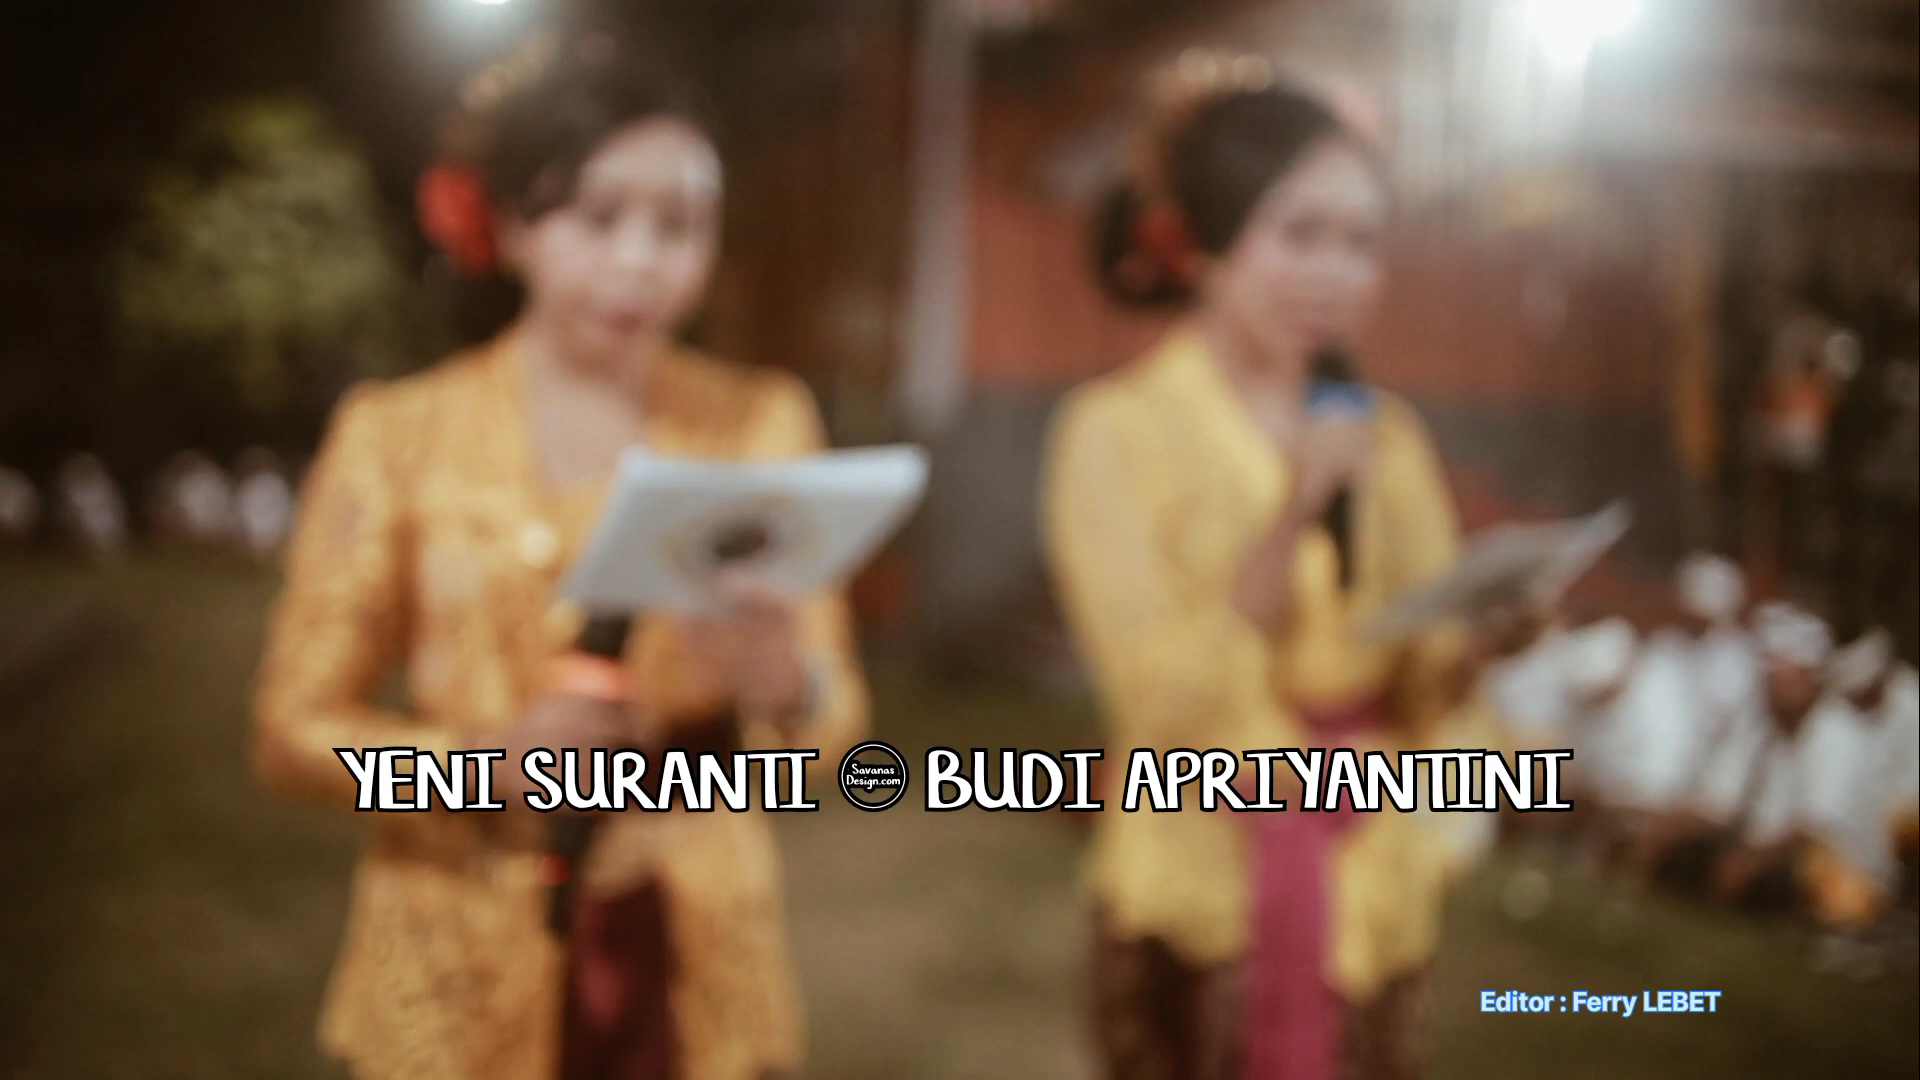 YENI SURANTI Savanas Design.com BUDI APRIYANTINI
Editor : Ferry LEBET